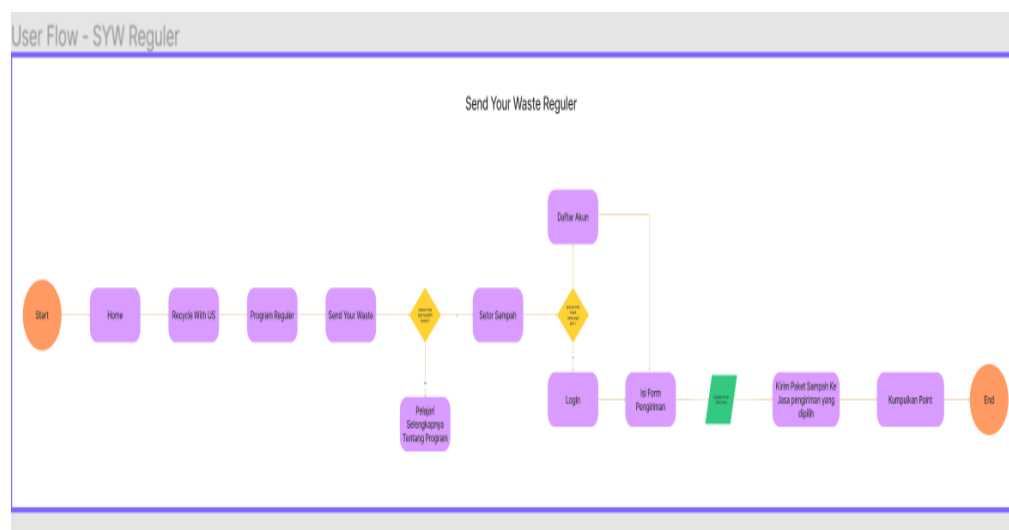 User Flow - SYW Reguler
Send Your Waste Reguler
Start
Home
Recycle With US
Program Reguler
Send Your Waste
Pelajari
Selengkapnya
Tentang Program
Setor Sampah
Daftar Akun
Login
Isi Form
Pengiriman
Kirim Paket Sampah Ke
Jasa pengiriman yang
dipilih
Kumpulkan Point
End